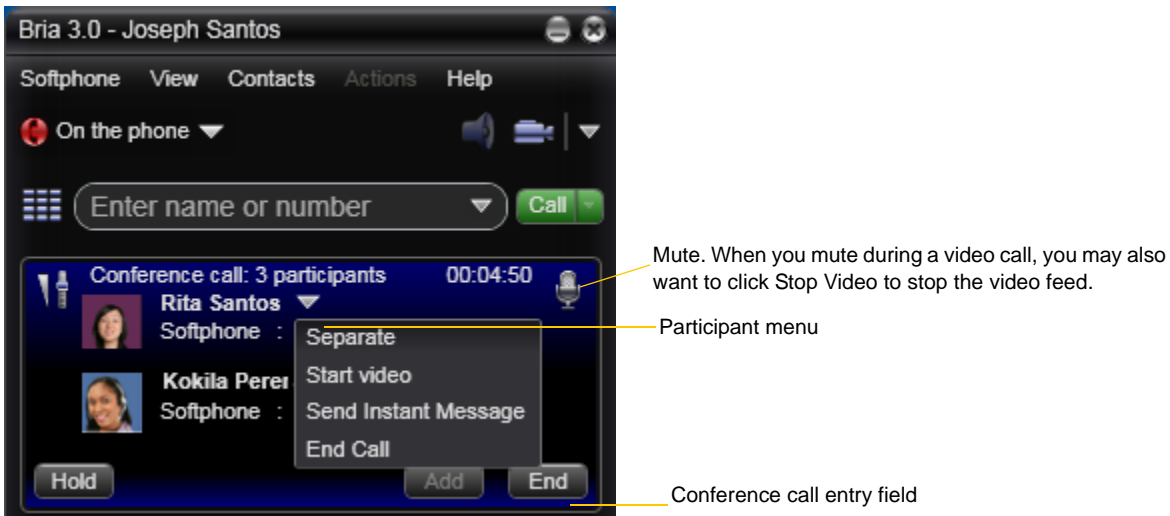 Bria 3.0 - Joseph Santos
Softphone View Contacts Actions Help
On the phone
Enter name or number
Call
Conference call: 3 participants 00:04:50
Rita Santos
Softphone :
Separate
Start video
Kokila Perer
Softphone :
Send Instant Message
End Call
Hold
Add
End
Mute. When you mute during a video call, you may also
want to click Stop Video to stop the video feed.
Participant menu
Conference call entry field